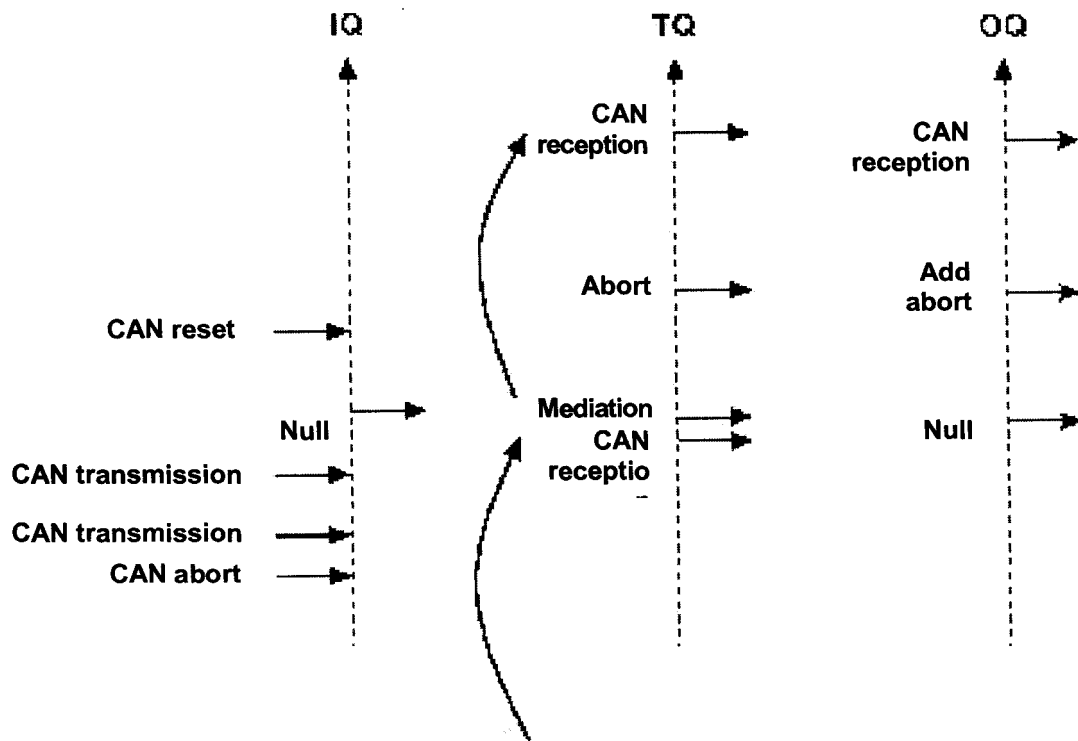 IQ
TQ
OQ
CAN
reception
CAN
reception
Abort
Add
abort
CAN reset
Null
Mediation
CAN
receptio
Null
CAN transmission
CAN transmission
CAN abort